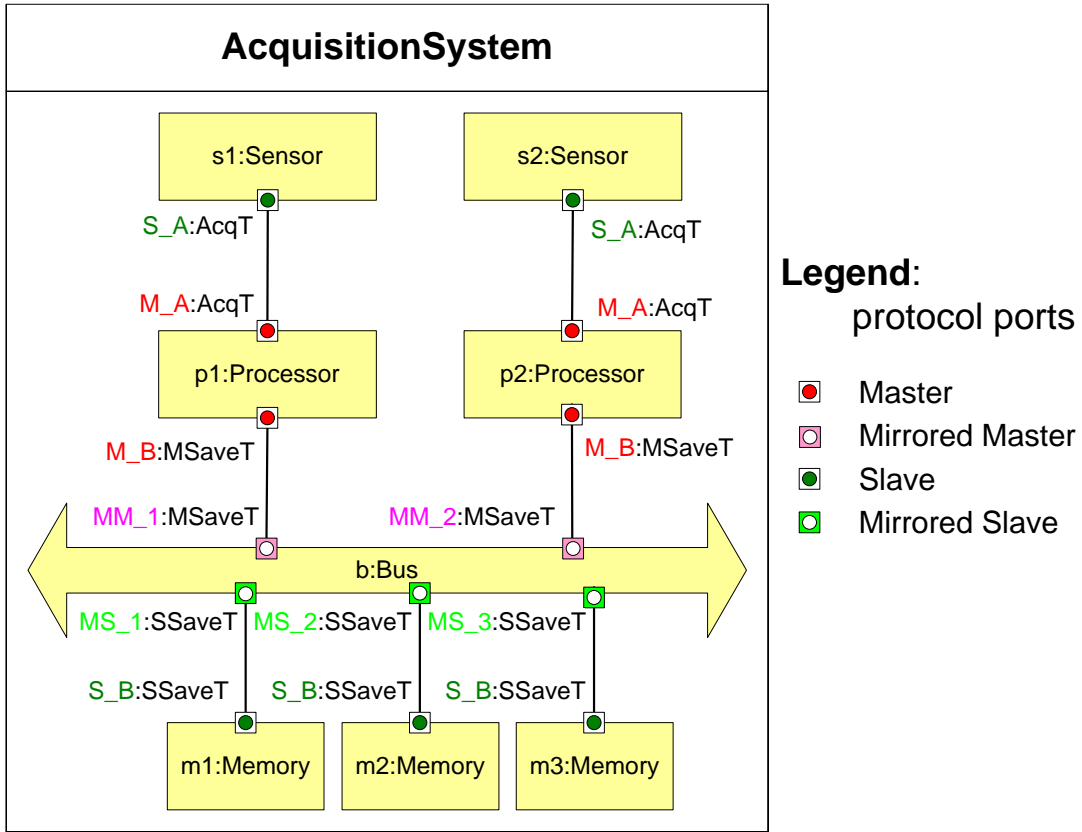 AcquisitionSystem
s1:Sensor
s2:Sensor
S_A:AcqT
S_A:AcqT
M_A:AcqT
M_A:AcqT
p1:Processor
p2:Processor
M_B:MSaveT
M_B:MSaveT
MM_1:MSaveT
MM_2:MSaveT
b:Bus
MS_1:SSaveT
MS_2:SSaveT
MS_3:SSaveT
S_B:SSaveT
S_B:SSaveT
S_B:SSaveT
m1:Memory
m2:Memory
m3:Memory
Legend:
protocol ports
Master
Mirrored Master
Slave
Mirrored Slave